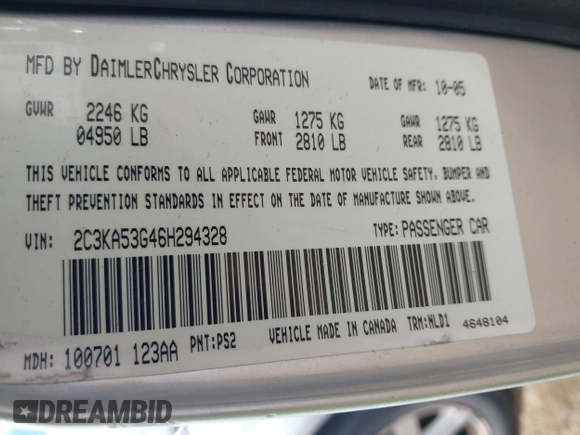 MFD BY DAIMLERCHRYSLER CORPORATION DATE OF MFR: 10-05
GVWR 2246 KG GAWR 1275 KG GAWR 1275 KG
04950 LB FRONT 2810 LB REAR 2810 LB
THIS VEHICLE CONFORMS TO ALL APPLICABLE FEDERAL MOTOR VEHICLE SAFETY, BUMPER AND
THEFT PREVENTION STANDARDS IN EFFECT ON THE DATE OF MANUFACTURE SHOWN ABOVE.
VIN: 2C3KA53G46H294328 TYPE: PASSENGER CAR
MDH: 100701 123AA PNT: PS2 VEHICLE MADE IN CANADA TRM: NLD1 4648104
DREAMBID